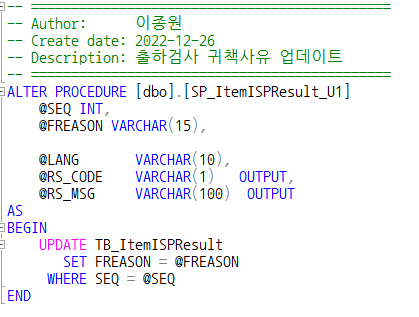 -- =============================================
-- Author:      이종원
-- Create date: 2022-12-26
-- Description: 출하검사 귀책사유 업데이트
-- =============================================
ALTER PROCEDURE [dbo].[SP_ItemISPResult_U1]
    @SEQ INT,
    @FREASON VARCHAR(15),

    @LANG       VARCHAR(10),
    @RS_CODE    VARCHAR(1)   OUTPUT,
    @RS_MSG     VARCHAR(100)  OUTPUT
AS
BEGIN
    UPDATE TB_ItemISPResult
       SET FREASON = @FREASON
     WHERE SEQ = @SEQ
END